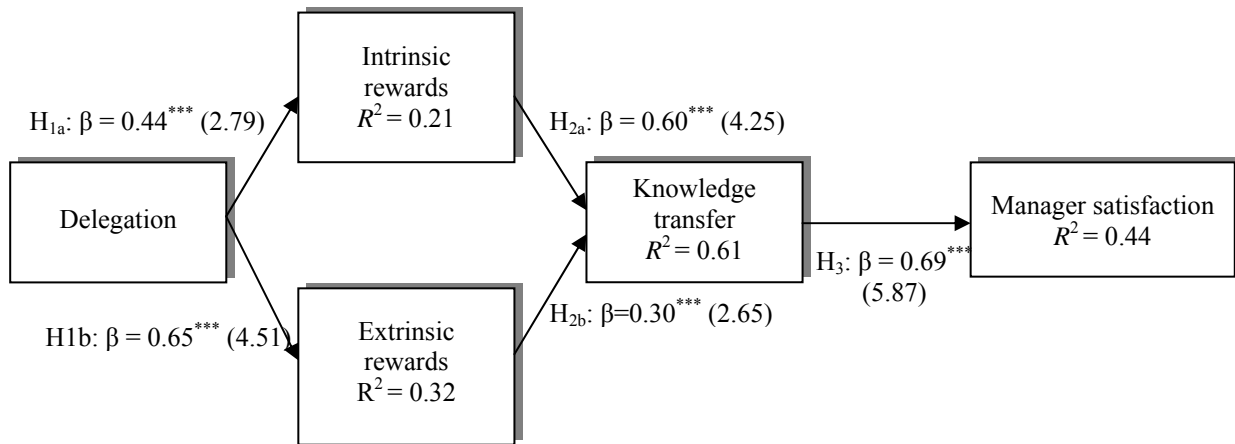 Intrinsic
rewards
R² = 0.21
H₁ₐ: β = 0.44*** (2.79)
H₂ₐ: β = 0.60*** (4.25)
Delegation
Knowledge
transfer
R² = 0.61
Manager satisfaction
R² = 0.44
H₃: β = 0.69***
(5.87)
H1b: β = 0.65*** (4.51)
Extrinsic
rewards
R² = 0.32
H₂b: β=0.30*** (2.65)